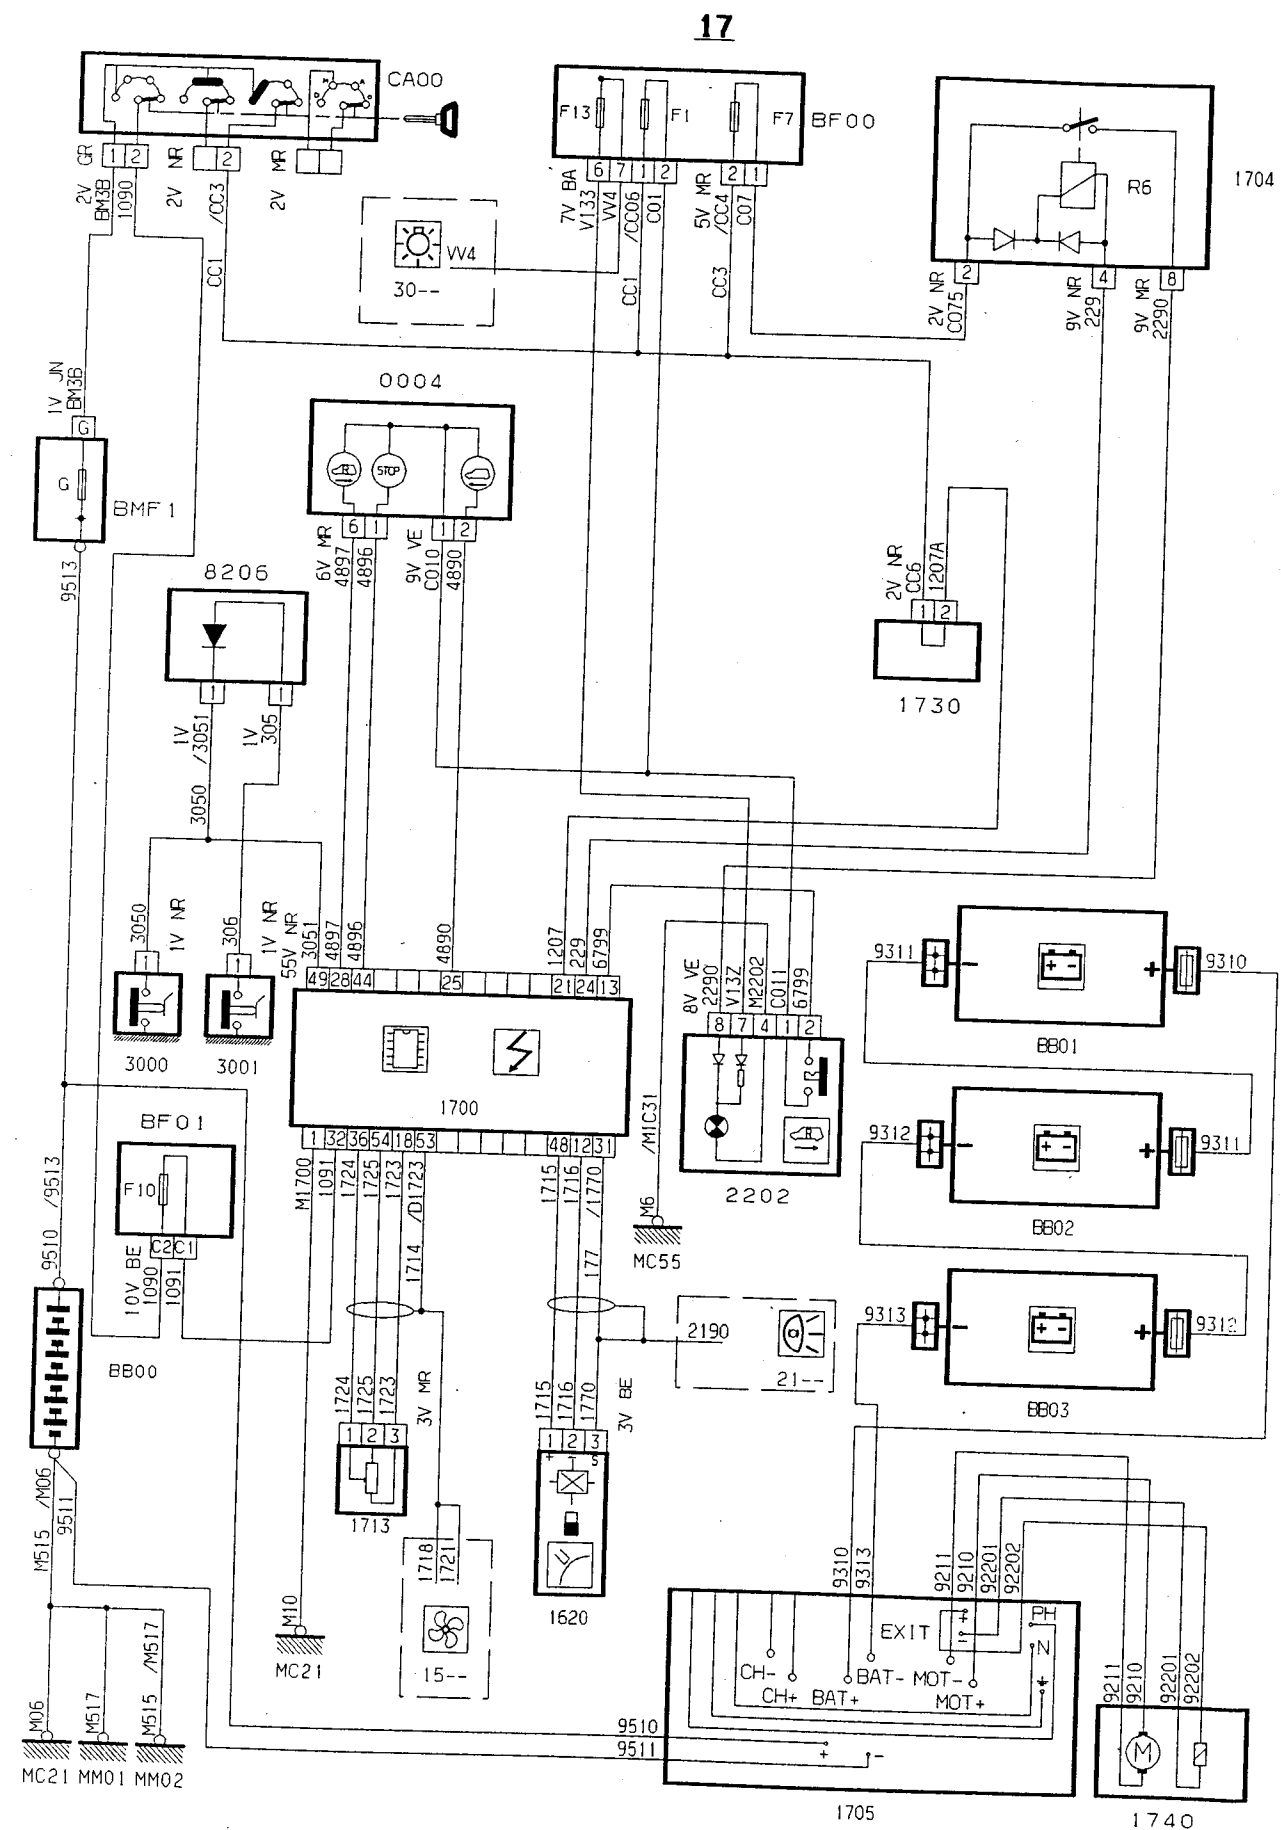 17
CA00
M A
GR 1 2
NR 2
MR
2V BM3B 1090
2V /CC3
2V
CC1
F13 F1 F7 BF00
6 7 1 2
2 1
7V BA V133 VV4 /CC06 C01
5V MR /CC4 C07
CC1
CC3
VV4
30--
R6
1704
2 4 8
2V NR C075
9V NR 229
9V MR 2290
0004
R STOP
6 1 1 2
6V MR 4897 4896
9V VE C010 4890
1V JN BM3B
G
G
BMF1
9513
8206
1 1
1V /3051
1V 305
3050
2V NR CC6 1207A
1 2
1730
3050 1V NR
306 1V NR
55V NR 3051 4897 4896 4890 1207 229 6799
1
1
3000 3001
49 28 44 25 21 24 13
1700
1 32 36 54 18 53 48 12 31
M1700 1091 1724 1725 1723 /D1723
1714
1715 1716 /1770
177
8V VE 2290 V13Z M2202 C011 6799
8 7 4 1 2
R
2202
/M1C31
M6
MC55
9311 - + - + 9310
BB01
9312 - + - + 9311
BB02
9313 - + - + 9312
BB03
BF01
F10
C2 C1
10V BE 1090 1091
9510 /9513
BB00
2190
21--
1724 1725 1723 3V MR
1 2 3
1713
1715 1716 1770 3V BE
1 2 3
+ - S
1620
1718 1721
15--
M515 /M06 9511
M10
MC21
M06 M517 M515 /M517
MC21 MM01 MM02
9310 9313 9211 9210 92201 92202
EXIT + - PH N
CH- CH+ BAT+ BAT- MOT- MOT+
9510
9511
+ -
1705
9211 9210 92201 92202
M
1740